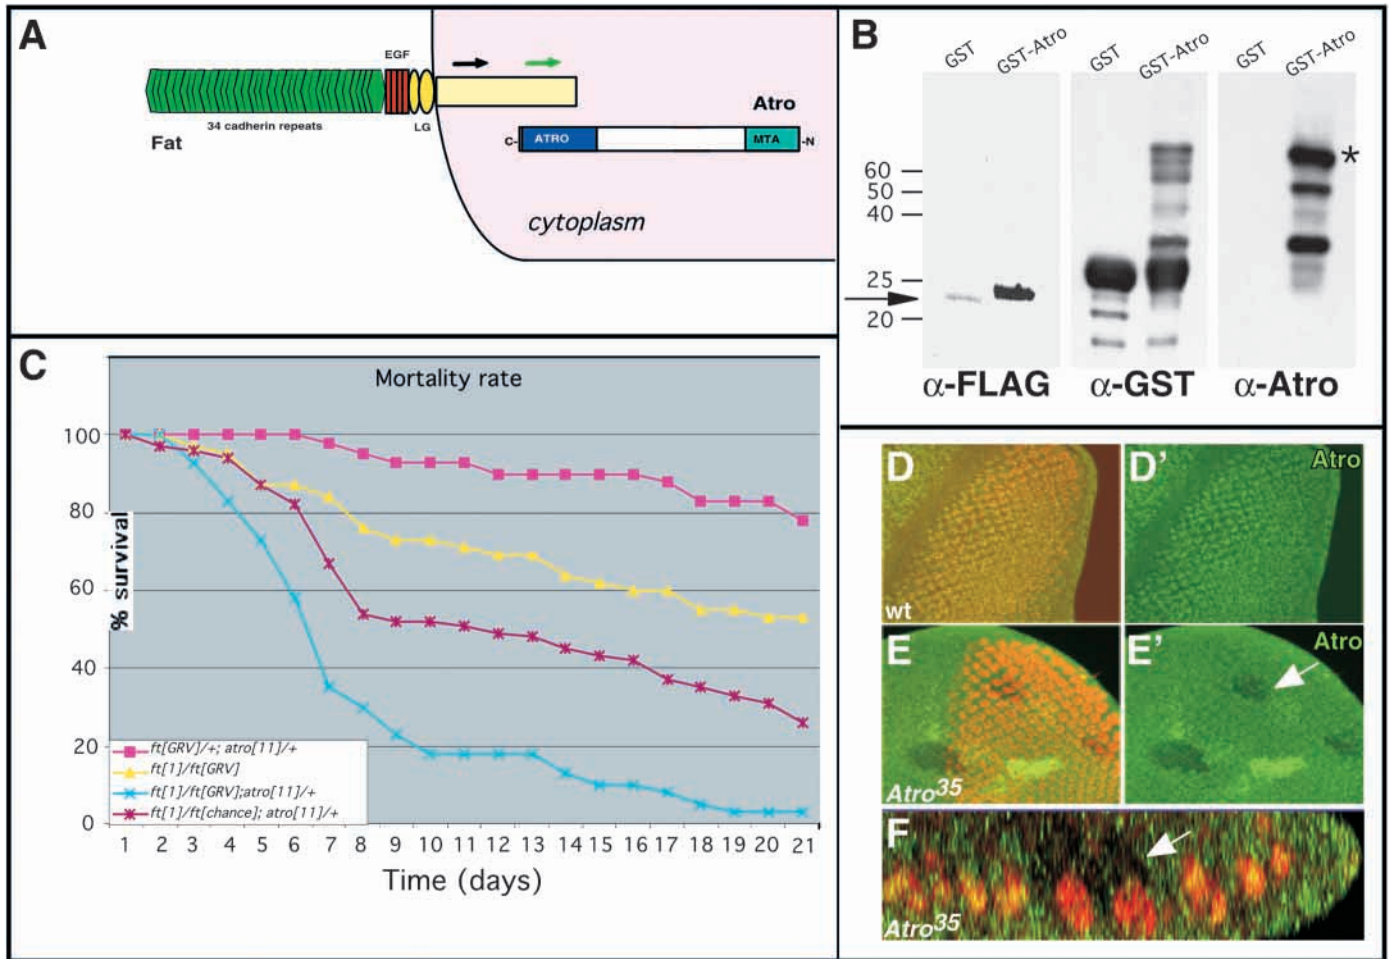 A
EGF
34 cadherin repeats
LG
Fat
Atro
C- ATRO MTA -N
cytoplasm
B
GST GST-Atro GST GST-Atro GST GST-Atro
60
50
40
25
20
*
α-FLAG α-GST α-Atro
C
Mortality rate
100
80
60
40
20
0
% survival
ft[GRV]/+; atro[11]/+
ft[1]/ft[GRV]
ft[1]/ft[GRV];atro[11]/+
ft[1]/ft[chance]; atro[11]/+
1 2 3 4 5 6 7 8 9 10 11 12 13 14 15 16 17 18 19 20 21
Time (days)
D D' Atro
wt
E E' Atro
Atro35
F
Atro35